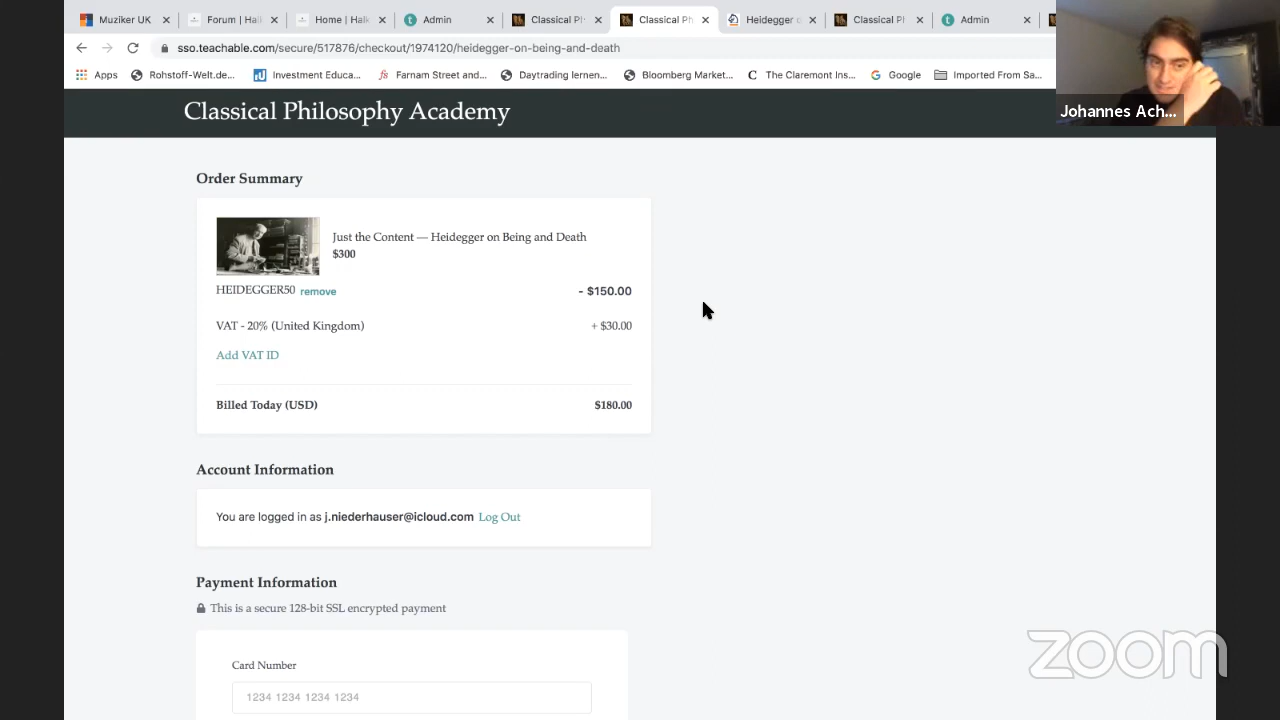 Muziker UK
Forum | Hall
Home | Halk
Admin
Classical Ph
Classical Ph
Heidegger o
Classical Pl
Admin
sso.teachable.com/secure/517876/checkout/1974120/heidegger-on-being-and-death
Apps
Rohstoff-Welt.de...
Investment Educa...
fs Farnam Street and...
Daytrading lernen...
Bloomberg Market...
C The Claremont Ins...
G Google
Imported From Sa...
Johannes Ach...
Classical Philosophy Academy
Order Summary
Just the Content — Heidegger on Being and Death
$300
HEIDEGGER50 remove - $150.00
VAT - 20% (United Kingdom) + $30.00
Add VAT ID
Billed Today (USD) $180.00
Account Information
You are logged in as j.niederhauser@icloud.com Log Out
Payment Information
This is a secure 128-bit SSL encrypted payment
Card Number
1234 1234 1234 1234
zoom